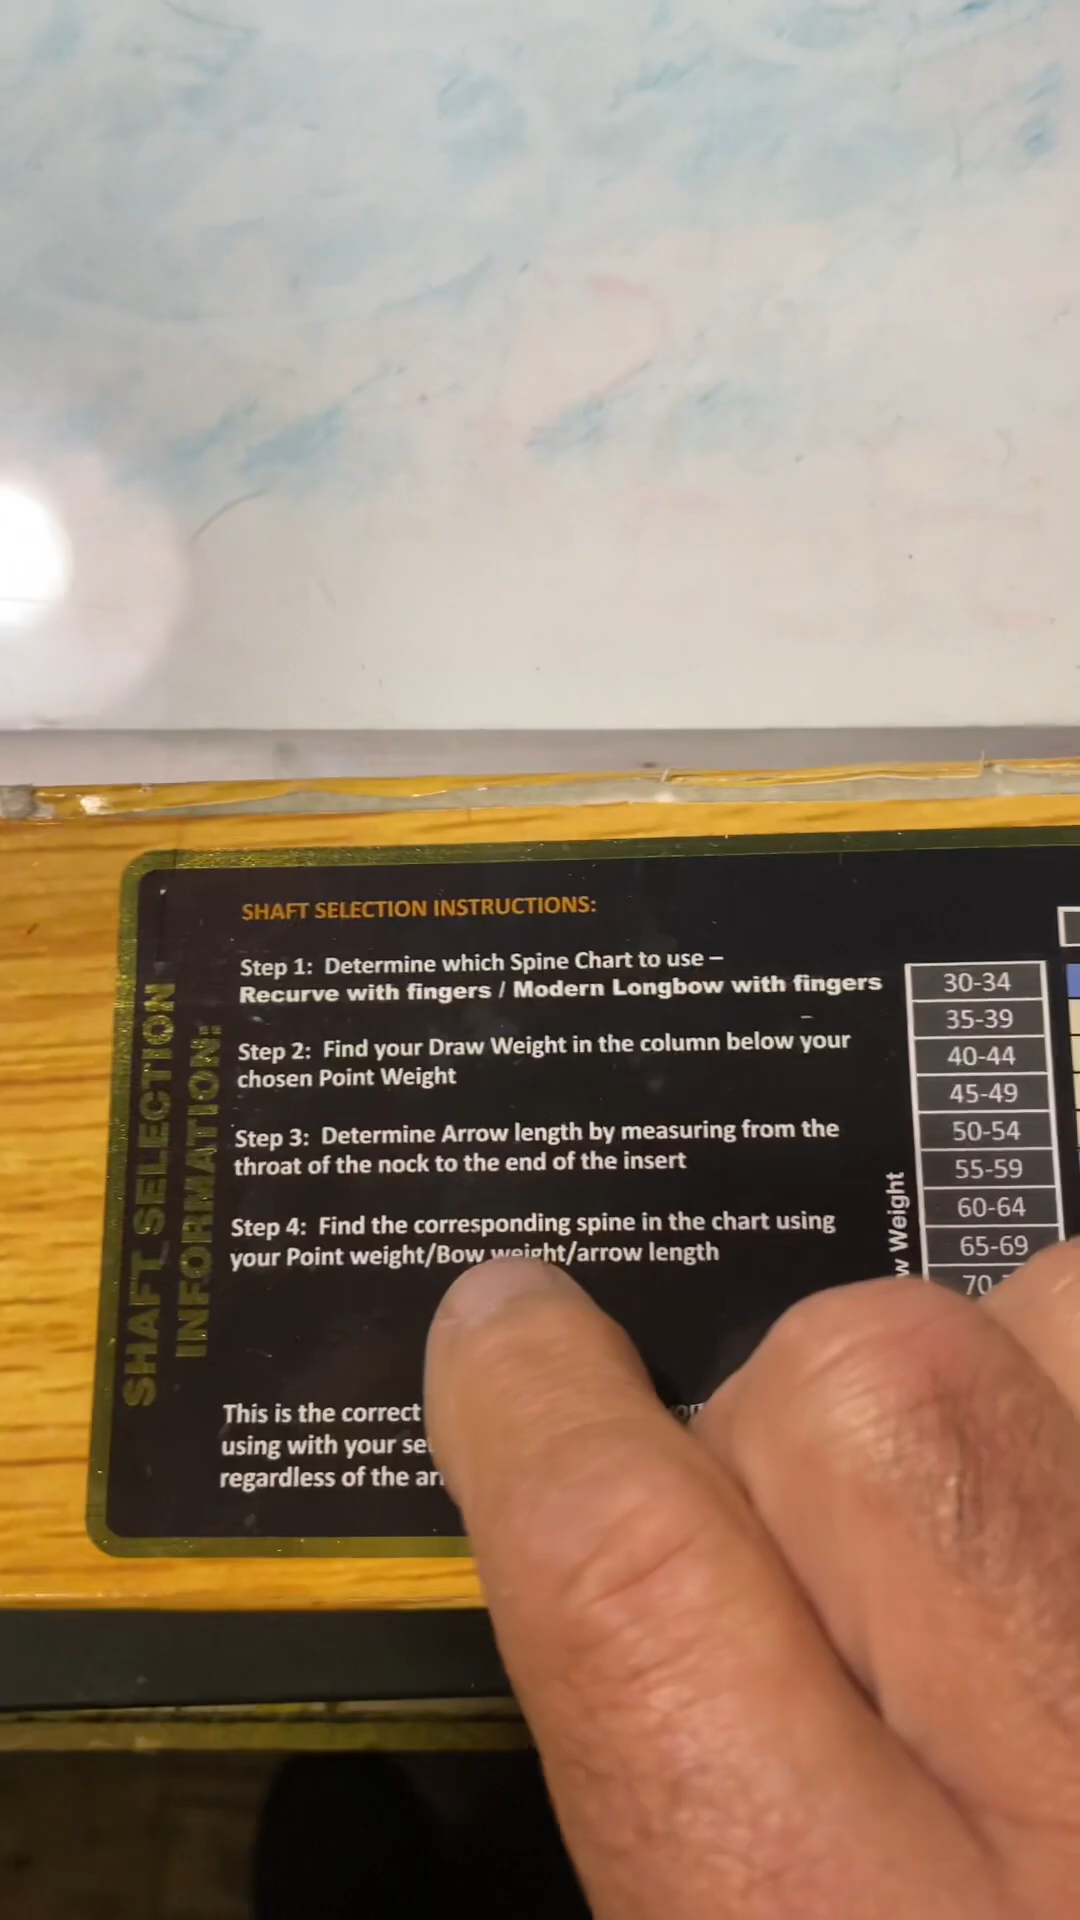 SHAFT SELECTION
INFORMATION:
SHAFT SELECTION INSTRUCTIONS:
Step 1: Determine which Spine Chart to use –
Recurve with fingers / Modern Longbow with fingers
Step 2: Find your Draw Weight in the column below your
chosen Point Weight
Step 3: Determine Arrow length by measuring from the
throat of the nock to the end of the insert
Step 4: Find the corresponding spine in the chart using
your Point weight/Bow weight/arrow length
This is the correct
using with your
regardless of the
Weight
30-34
35-39
40-44
45-49
50-54
55-59
60-64
65-69